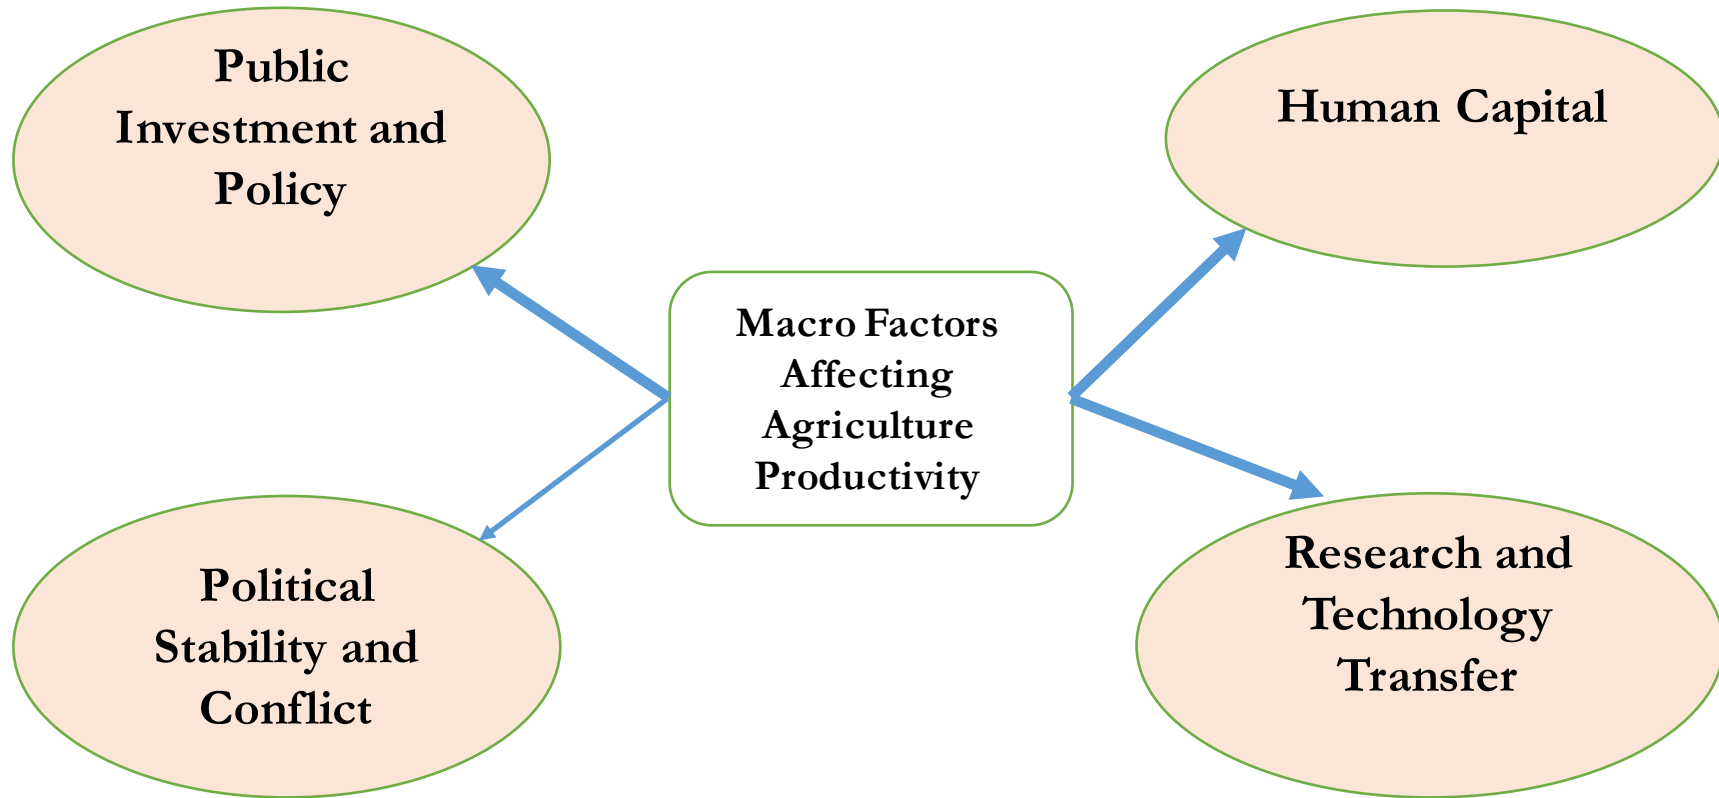 Public
Investment and
Policy
Human Capital
Macro Factors
Affecting
Agriculture
Productivity
Political
Stability and
Conflict
Research and
Technology
Transfer